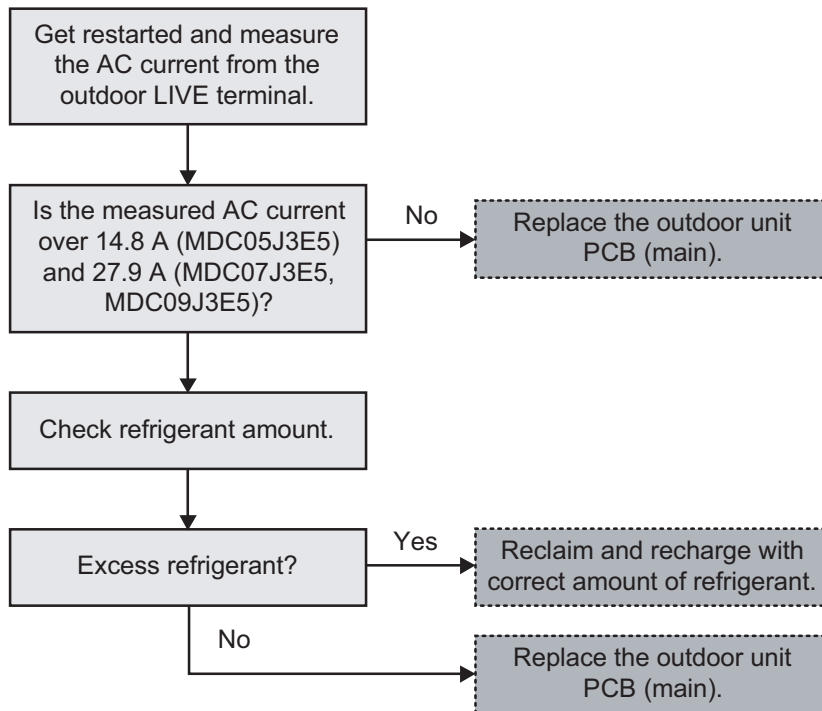 Get restarted and measure
the AC current from the
outdoor LIVE terminal.
Is the measured AC current
over 14.8 A (MDC05J3E5)
and 27.9 A (MDC07J3E5,
MDC09J3E5)?
No
Replace the outdoor unit
PCB (main).
Check refrigerant amount.
Excess refrigerant?
Yes
Reclaim and recharge with
correct amount of refrigerant.
No
Replace the outdoor unit
PCB (main).